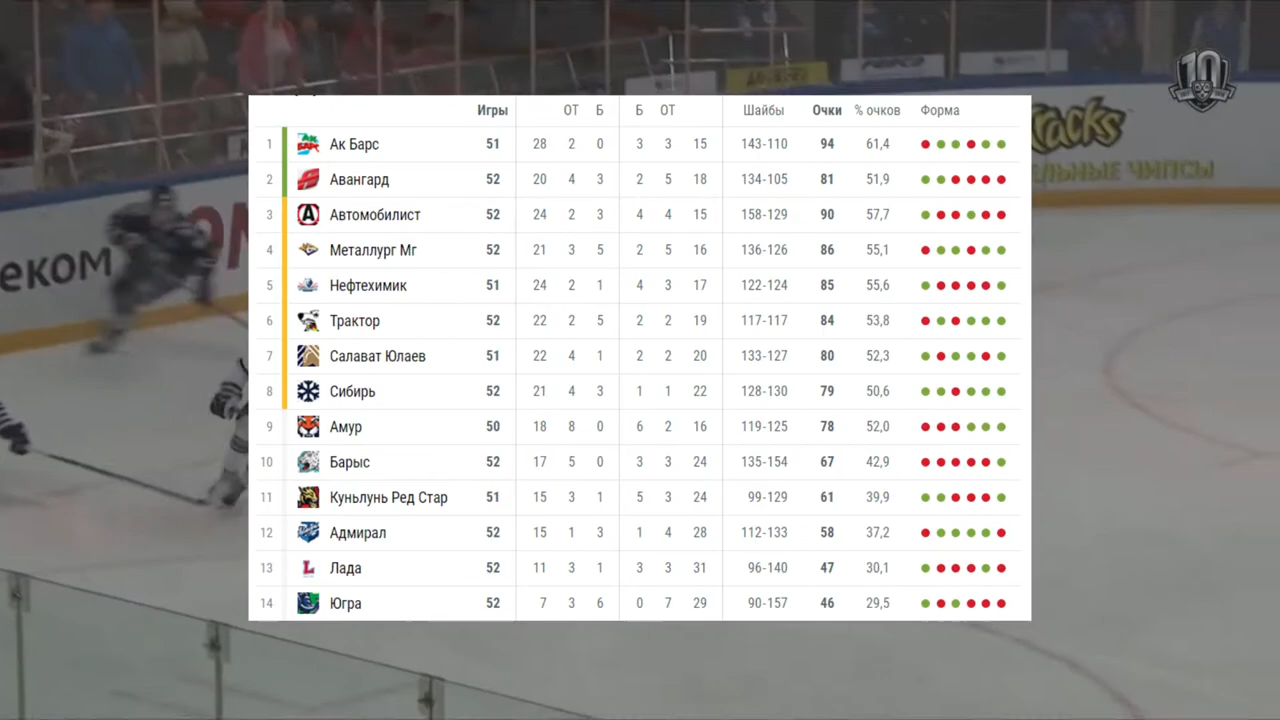 10
Игры ОТ Б Б ОТ Шайбы Очки % очков Форма
1 Ак Барс 51 28 2 0 3 3 15 143-110 94 61,4
2 Авангард 52 20 4 3 2 5 18 134-105 81 51,9
3 Автомобилист 52 24 2 3 4 4 15 158-129 90 57,7
4 Металлург Мг 52 21 3 5 2 5 16 136-126 86 55,1
5 Нефтехимик 51 24 2 1 4 3 17 122-124 85 55,6
6 Трактор 52 22 2 5 2 2 19 117-117 84 53,8
7 Салават Юлаев 51 22 4 1 2 2 20 133-127 80 52,3
8 Сибирь 52 21 4 3 1 1 22 128-130 79 50,6
9 Амур 50 18 8 0 6 2 16 119-125 78 52,0
10 Барыс 52 17 5 0 3 3 24 135-154 67 42,9
11 Куньлунь Ред Стар 51 15 3 1 5 3 24 99-129 61 39,9
12 Адмирал 52 15 1 3 1 4 28 112-133 58 37,2
13 Лада 52 11 3 1 3 3 31 96-140 47 30,1
14 Югра 52 7 3 6 0 7 29 90-157 46 29,5
еком
racks
ЕЛЬНЫЕ ЧИПСЫ